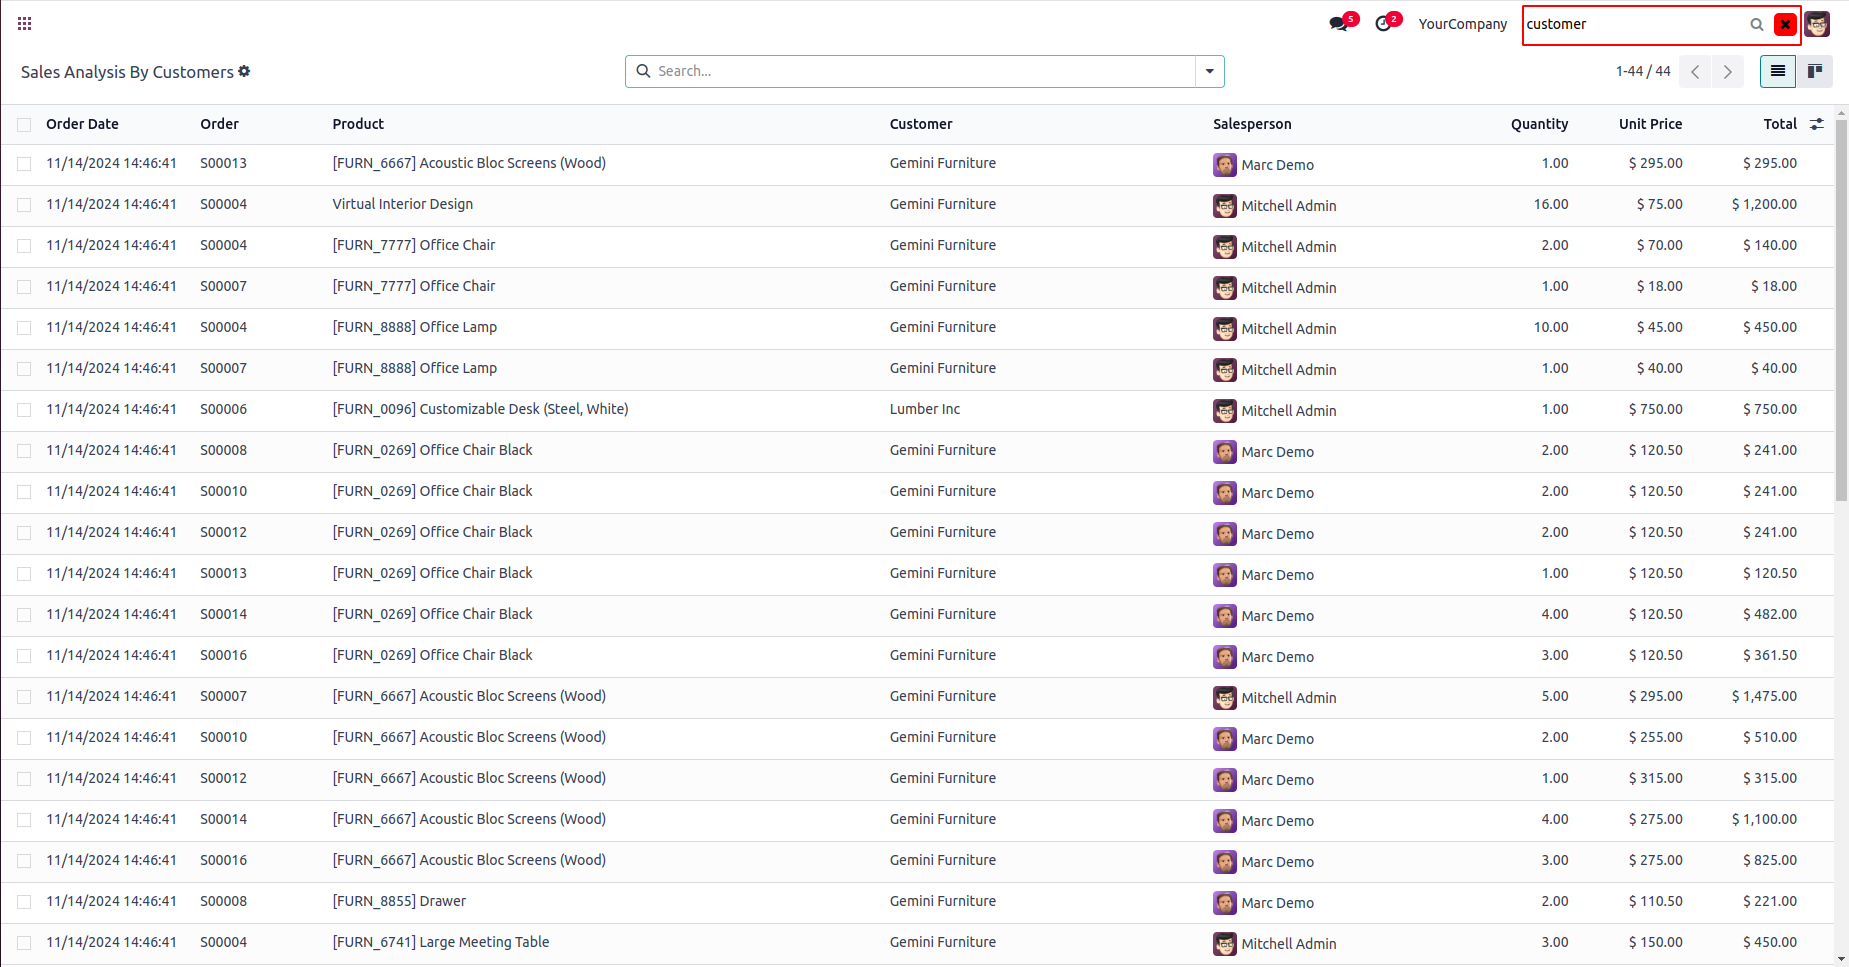 5 2 YourCompany customer
Sales Analysis By Customers Search... 1-44 / 44
Order Date Order Product Customer Salesperson Quantity Unit Price Total
11/14/2024 14:46:41 S00013 [FURN_6667] Acoustic Bloc Screens (Wood) Gemini Furniture Marc Demo 1.00 $ 295.00 $ 295.00
11/14/2024 14:46:41 S00004 Virtual Interior Design Gemini Furniture Mitchell Admin 16.00 $ 75.00 $ 1,200.00
11/14/2024 14:46:41 S00004 [FURN_7777] Office Chair Gemini Furniture Mitchell Admin 2.00 $ 70.00 $ 140.00
11/14/2024 14:46:41 S00007 [FURN_7777] Office Chair Gemini Furniture Mitchell Admin 1.00 $ 18.00 $ 18.00
11/14/2024 14:46:41 S00004 [FURN_8888] Office Lamp Gemini Furniture Mitchell Admin 10.00 $ 45.00 $ 450.00
11/14/2024 14:46:41 S00007 [FURN_8888] Office Lamp Gemini Furniture Mitchell Admin 1.00 $ 40.00 $ 40.00
11/14/2024 14:46:41 S00006 [FURN_0096] Customizable Desk (Steel, White) Lumber Inc Mitchell Admin 1.00 $ 750.00 $ 750.00
11/14/2024 14:46:41 S00008 [FURN_0269] Office Chair Black Gemini Furniture Marc Demo 2.00 $ 120.50 $ 241.00
11/14/2024 14:46:41 S00010 [FURN_0269] Office Chair Black Gemini Furniture Marc Demo 2.00 $ 120.50 $ 241.00
11/14/2024 14:46:41 S00012 [FURN_0269] Office Chair Black Gemini Furniture Marc Demo 2.00 $ 120.50 $ 241.00
11/14/2024 14:46:41 S00013 [FURN_0269] Office Chair Black Gemini Furniture Marc Demo 1.00 $ 120.50 $ 120.50
11/14/2024 14:46:41 S00014 [FURN_0269] Office Chair Black Gemini Furniture Marc Demo 4.00 $ 120.50 $ 482.00
11/14/2024 14:46:41 S00016 [FURN_0269] Office Chair Black Gemini Furniture Marc Demo 3.00 $ 120.50 $ 361.50
11/14/2024 14:46:41 S00007 [FURN_6667] Acoustic Bloc Screens (Wood) Gemini Furniture Mitchell Admin 5.00 $ 295.00 $ 1,475.00
11/14/2024 14:46:41 S00010 [FURN_6667] Acoustic Bloc Screens (Wood) Gemini Furniture Marc Demo 2.00 $ 255.00 $ 510.00
11/14/2024 14:46:41 S00012 [FURN_6667] Acoustic Bloc Screens (Wood) Gemini Furniture Marc Demo 1.00 $ 315.00 $ 315.00
11/14/2024 14:46:41 S00014 [FURN_6667] Acoustic Bloc Screens (Wood) Gemini Furniture Marc Demo 4.00 $ 275.00 $ 1,100.00
11/14/2024 14:46:41 S00016 [FURN_6667] Acoustic Bloc Screens (Wood) Gemini Furniture Marc Demo 3.00 $ 275.00 $ 825.00
11/14/2024 14:46:41 S00008 [FURN_8855] Drawer Gemini Furniture Marc Demo 2.00 $ 110.50 $ 221.00
11/14/2024 14:46:41 S00004 [FURN_6741] Large Meeting Table Gemini Furniture Mitchell Admin 3.00 $ 150.00 $ 450.00